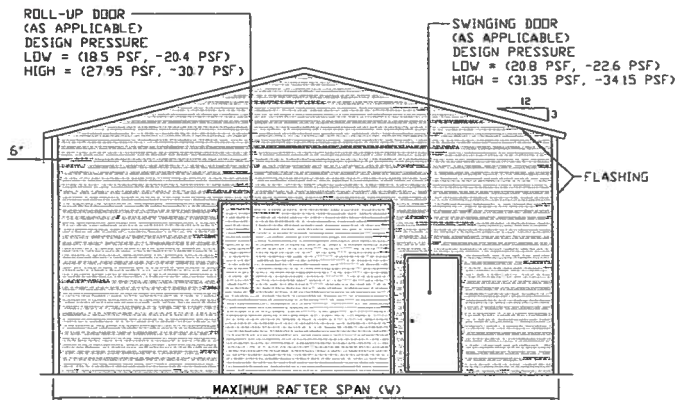 ROLL-UP DOOR
(AS APPLICABLE)
DESIGN PRESSURE
LOW = (18.5 PSF, -20.4 PSF)
HIGH = (27.95 PSF, -30.7 PSF)
SWINGING DOOR
(AS APPLICABLE)
DESIGN PRESSURE
LOW = (20.8 PSF, -22.6 PSF)
HIGH = (31.35 PSF, -34.15 PSF)
12
3
6"
FLASHING
MAXIMUM RAFTER SPAN (W)